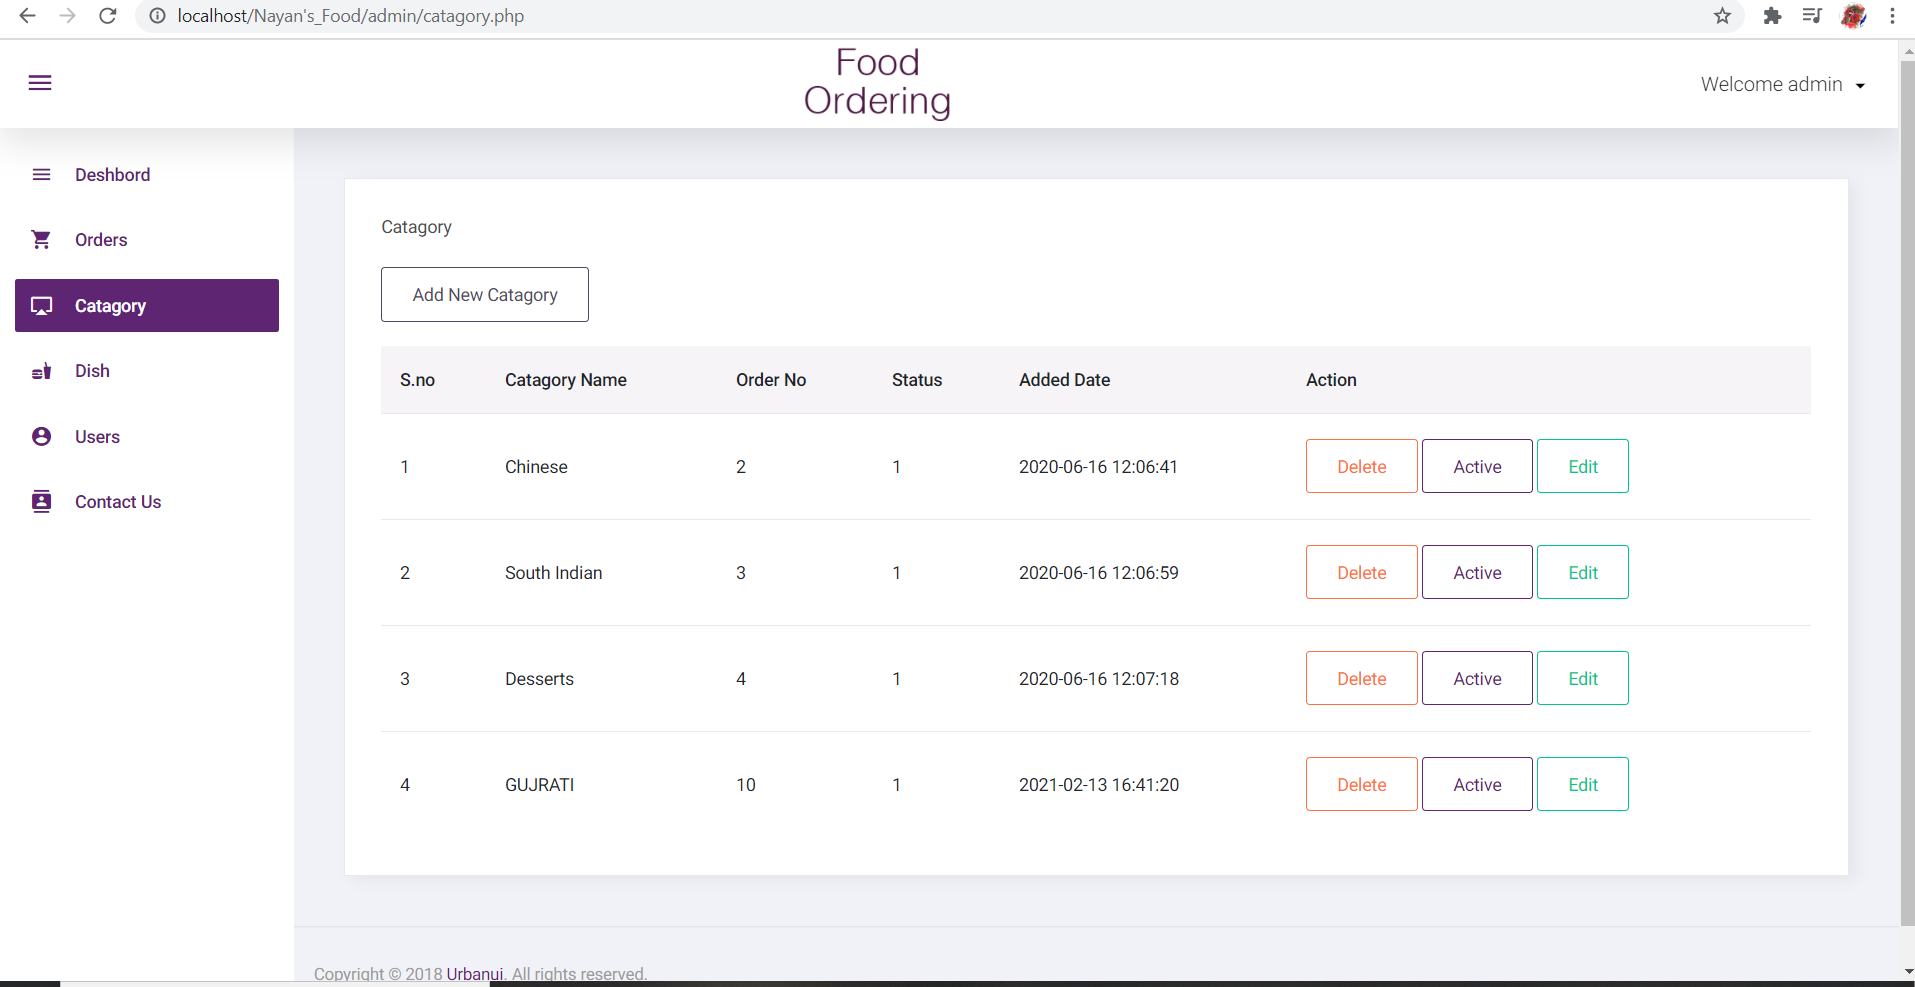 localhost/Nayan's_Food/admin/catagory.php
Food
Ordering
Welcome admin
Deshbord
Orders
Catagory
Dish
Users
Contact Us
Catagory
Add New Catagory
S.no Catagory Name Order No Status Added Date Action
1 Chinese 2 1 2020-06-16 12:06:41 Delete Active Edit
2 South Indian 3 1 2020-06-16 12:06:59 Delete Active Edit
3 Desserts 4 1 2020-06-16 12:07:18 Delete Active Edit
4 GUJRATI 10 1 2021-02-13 16:41:20 Delete Active Edit
Copyright © 2018 Urbanui. All rights reserved.